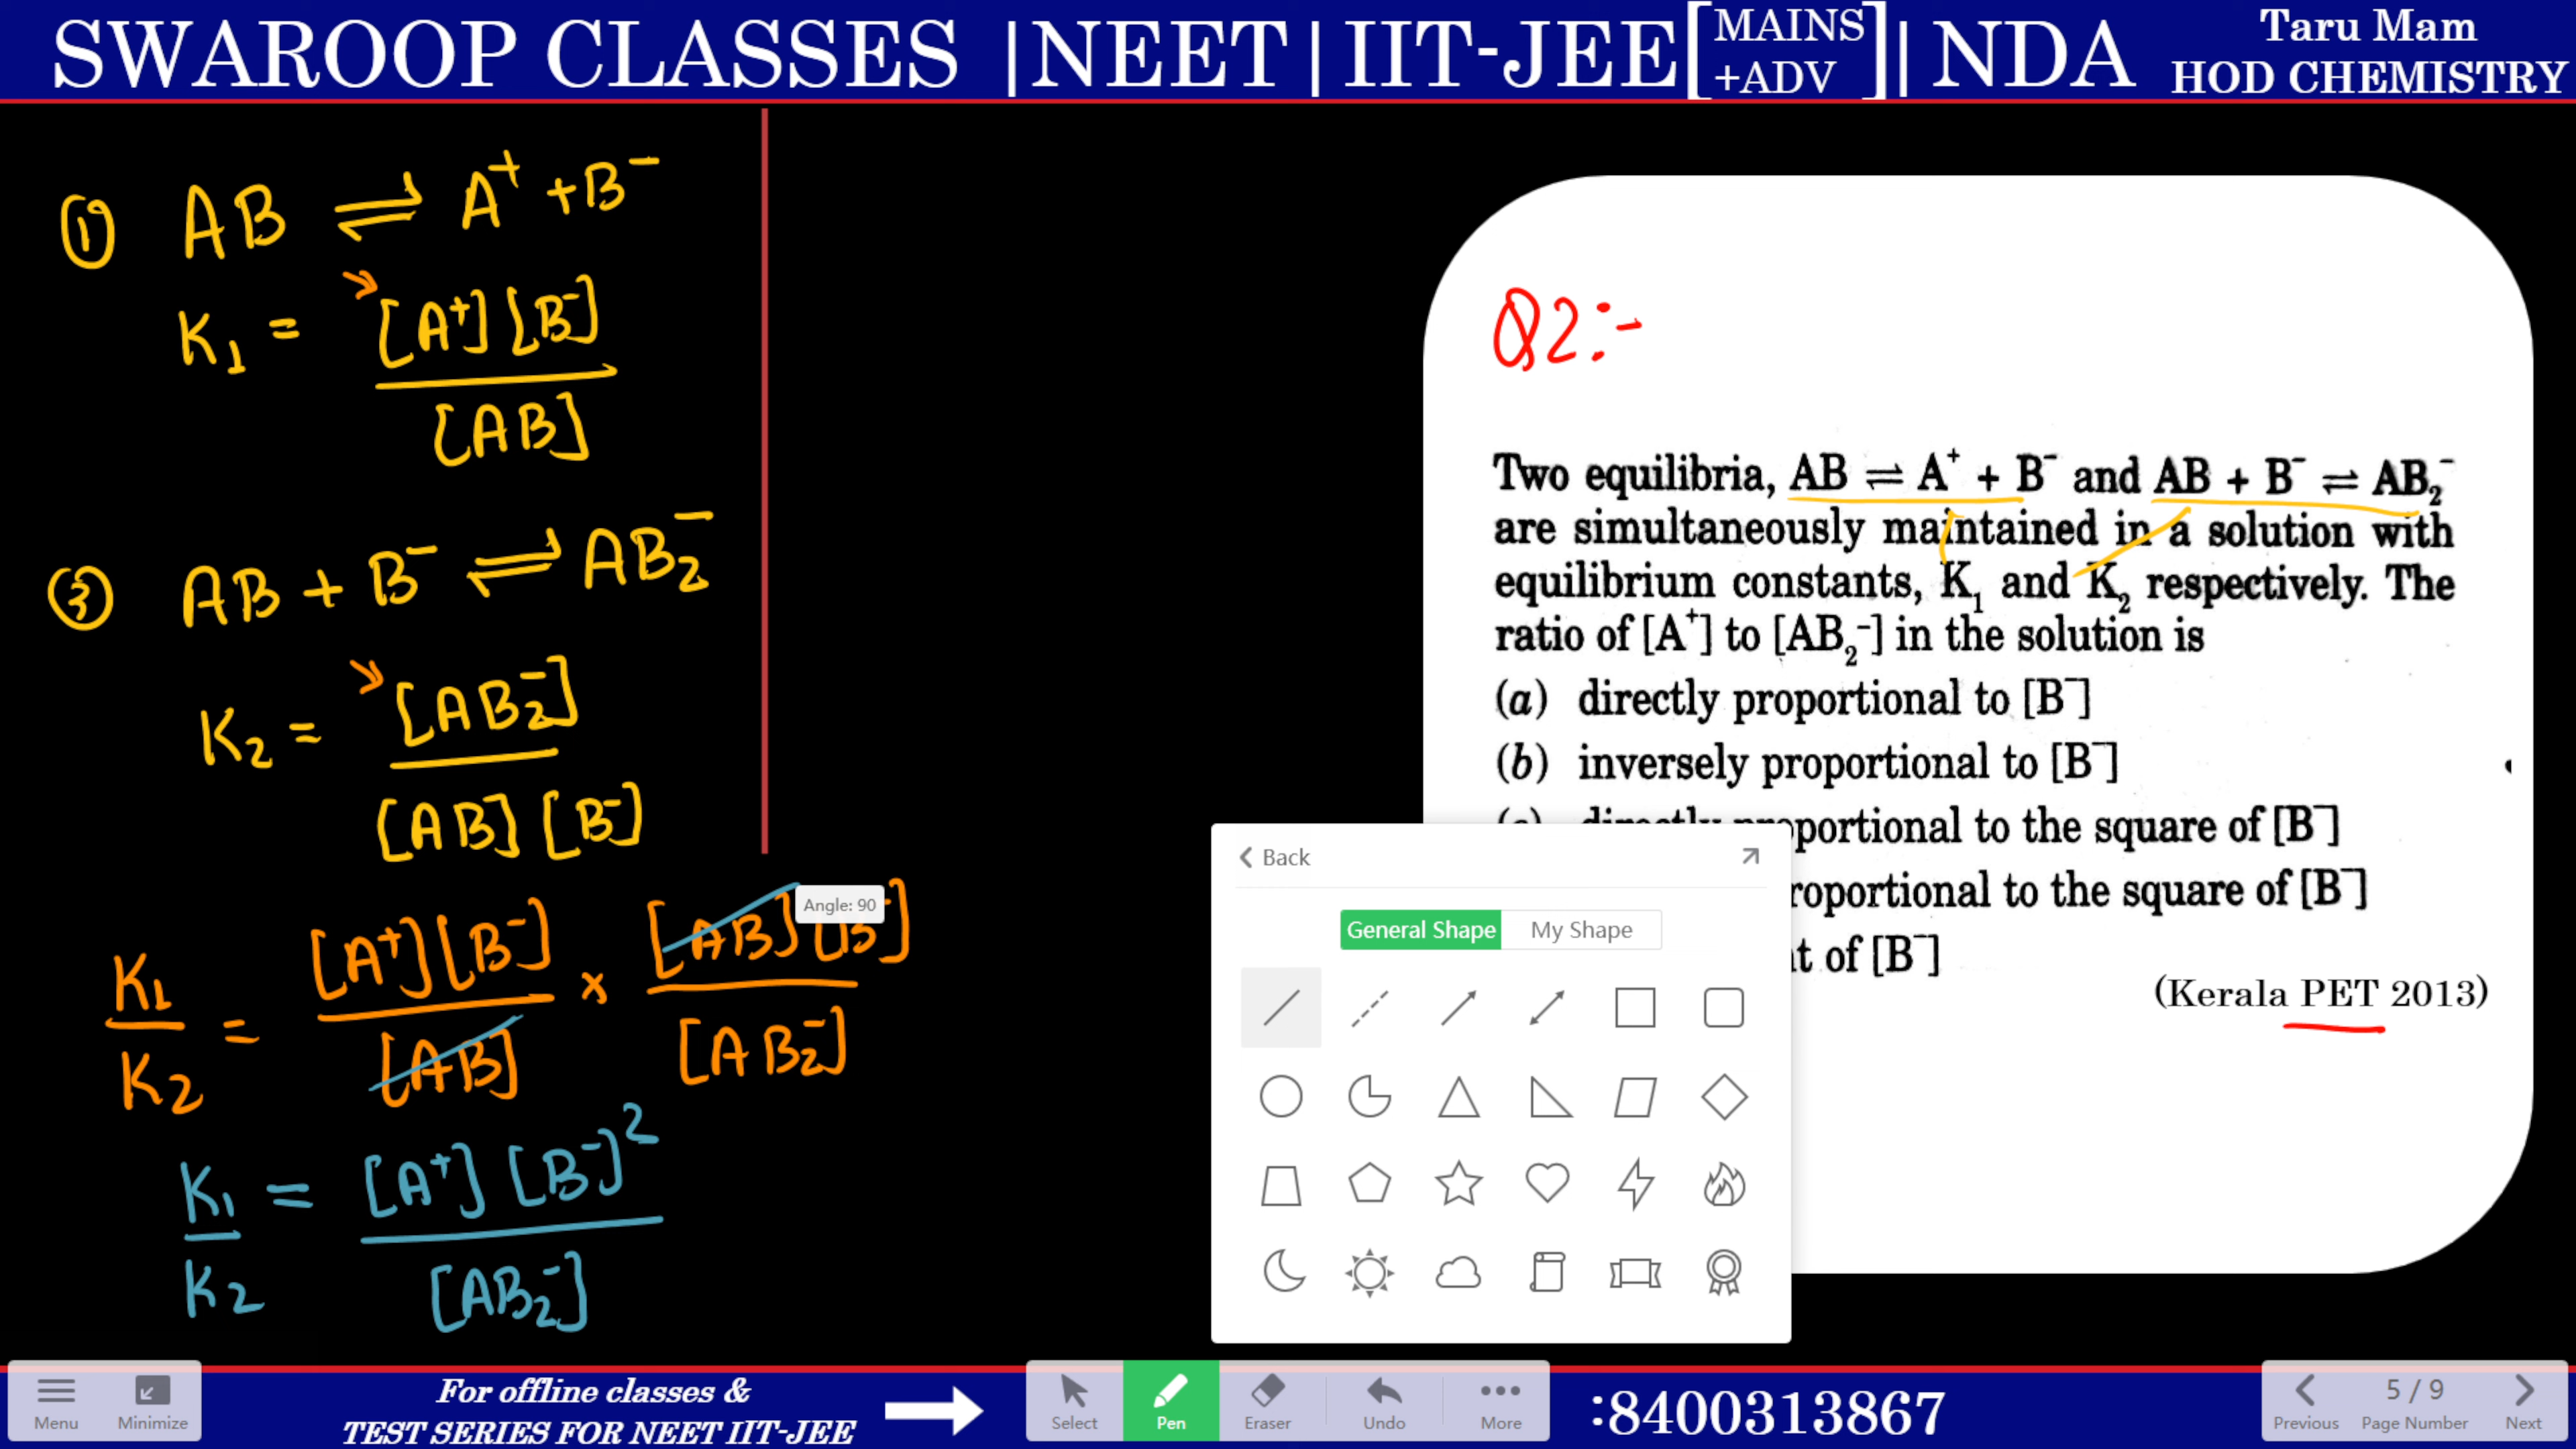 SWAROOP CLASSES |NEET| IIT-JEE[MAINS +ADV]| NDA
Taru Mam
HOD CHEMISTRY
① AB ⇌ A⁺ + B⁻
K₁ = [A⁺][B⁻]
[AB]
② AB + B⁻ ⇌ AB₂⁻
K₂ = [AB₂⁻]
[AB][B⁻]
K₁/K₂ = [A⁺][B⁻]/[AB] × [AB][B⁻]/[AB₂⁻]
Angle: 90
K₁/K₂ = [A⁺][B⁻]²/[AB₂⁻]
Q2:-
Two equilibria, AB ⇌ A⁺ + B⁻ and AB + B⁻ ⇌ AB₂⁻
are simultaneously maintained in a solution with
equilibrium constants, K₁ and K₂ respectively. The
ratio of [A⁺] to [AB₂⁻] in the solution is
(a) directly proportional to [B⁻]
(b) inversely proportional to [B⁻]
proportional to the square of [B⁻]
proportional to the square of [B⁻]
of [B⁻]
(Kerala PET 2013)
Back
General Shape My Shape
Menu Minimize
For offline classes &
TEST SERIES FOR NEET IIT-JEE
Select Pen Eraser Undo More
:8400313867
Previous 5 / 9 Page Number Next